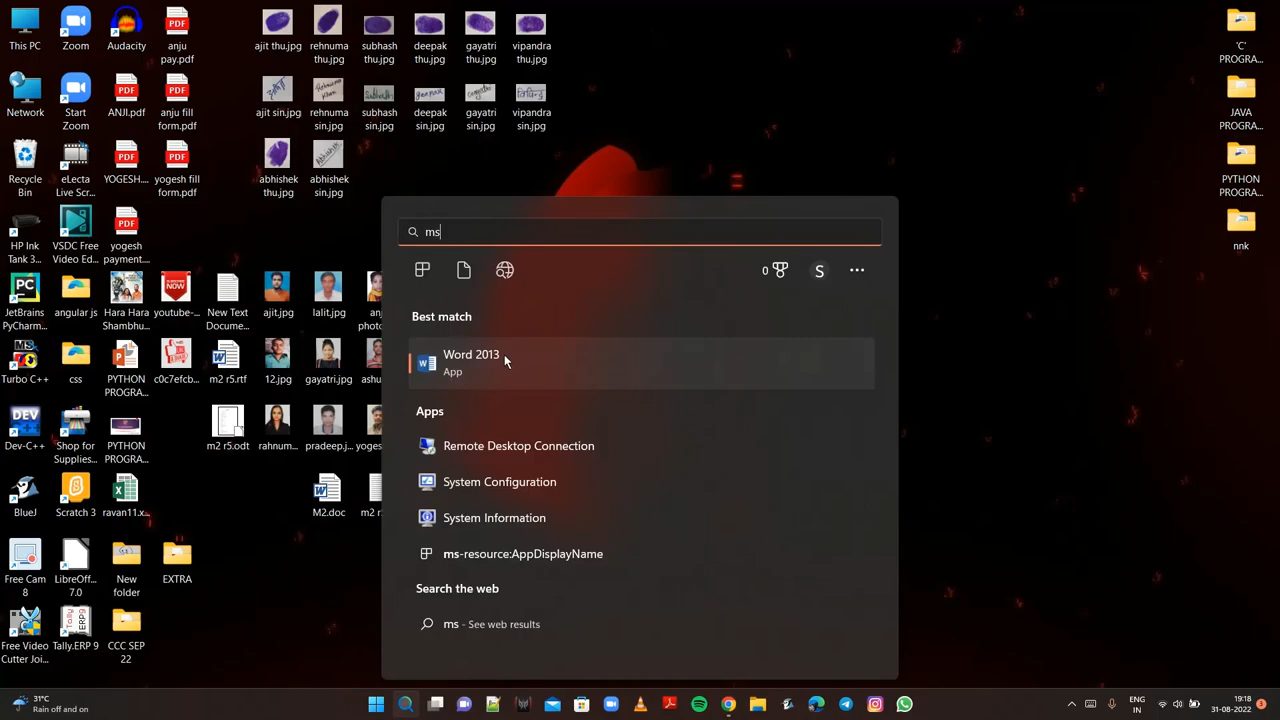 This PC
Zoom
Audacity
anju
pay.pdf
ajit thu.jpg
rehnuma
thu.jpg
subhash
thu.jpg
deepak
thu.jpg
gayatri
thu.jpg
vipandra
thu.jpg
'C'
PROGRA...
Network
Start
Zoom
ANJI.pdf
anju fill
form.pdf
ajit sin.jpg
rehnuma
sin.jpg
subhash
sin.jpg
deepak
sin.jpg
gayatri
sin.jpg
vipandra
sin.jpg
JAVA
PROGRA...
Recycle
Bin
eLecta
Live Scr...
YOGESH....
yogesh fill
form.pdf
abhishek
thu.jpg
abhishek
sin.jpg
PYTHON
PROGRA...
HP Ink
Tank 3...
VSDC Free
Video Ed...
yogesh
payment...
nnk
ms
0
S
JetBrains
PyCharm...
angular js
Hara Hara
Shambhu...
youtube-...
New Text
Docume...
ajit.jpg
lalit.jpg
Best match
Word 2013
App
Turbo C++
css
PYTHON
PROGRA...
c0c7efcb...
m2 r5.rtf
12.jpg
gayatri.jpg
Apps
Remote Desktop Connection
System Configuration
System Information
ms-resource:AppDisplayName
Search the web
ms - See web results
Dev-C++
Shop for
Supplies...
PYTHON
PROGRA...
m2 r5.odt
rahnum...
pradeep.j...
BlueJ
Scratch 3
ravan11.x...
M2.doc
Free Cam
8
LibreOff...
7.0
New
folder
EXTRA
Free Video
Cutter Joi...
Tally.ERP 9
CCC SEP
22
31°C
Rain off and on
ENG
IN
19:18
31-08-2022
3